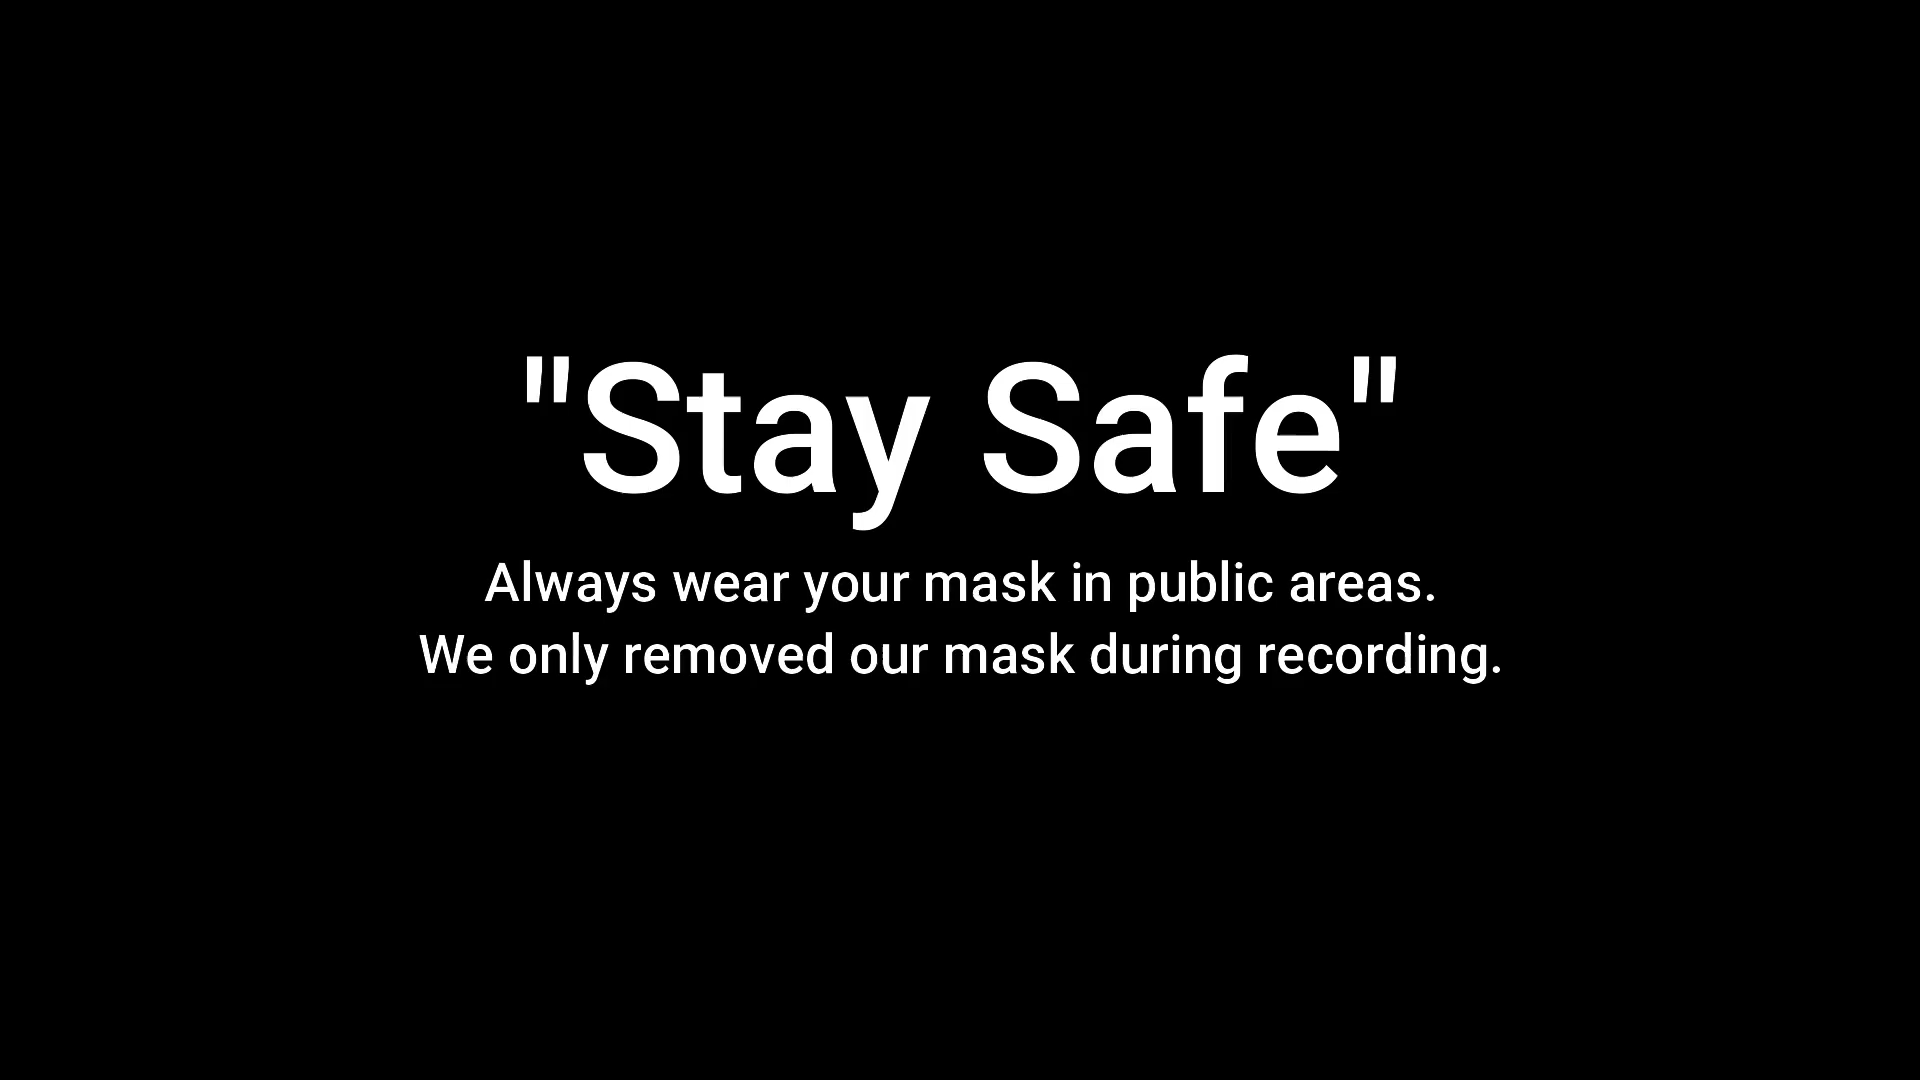 "Stay Safe"
Always wear your mask in public areas.
We only removed our mask during recording.